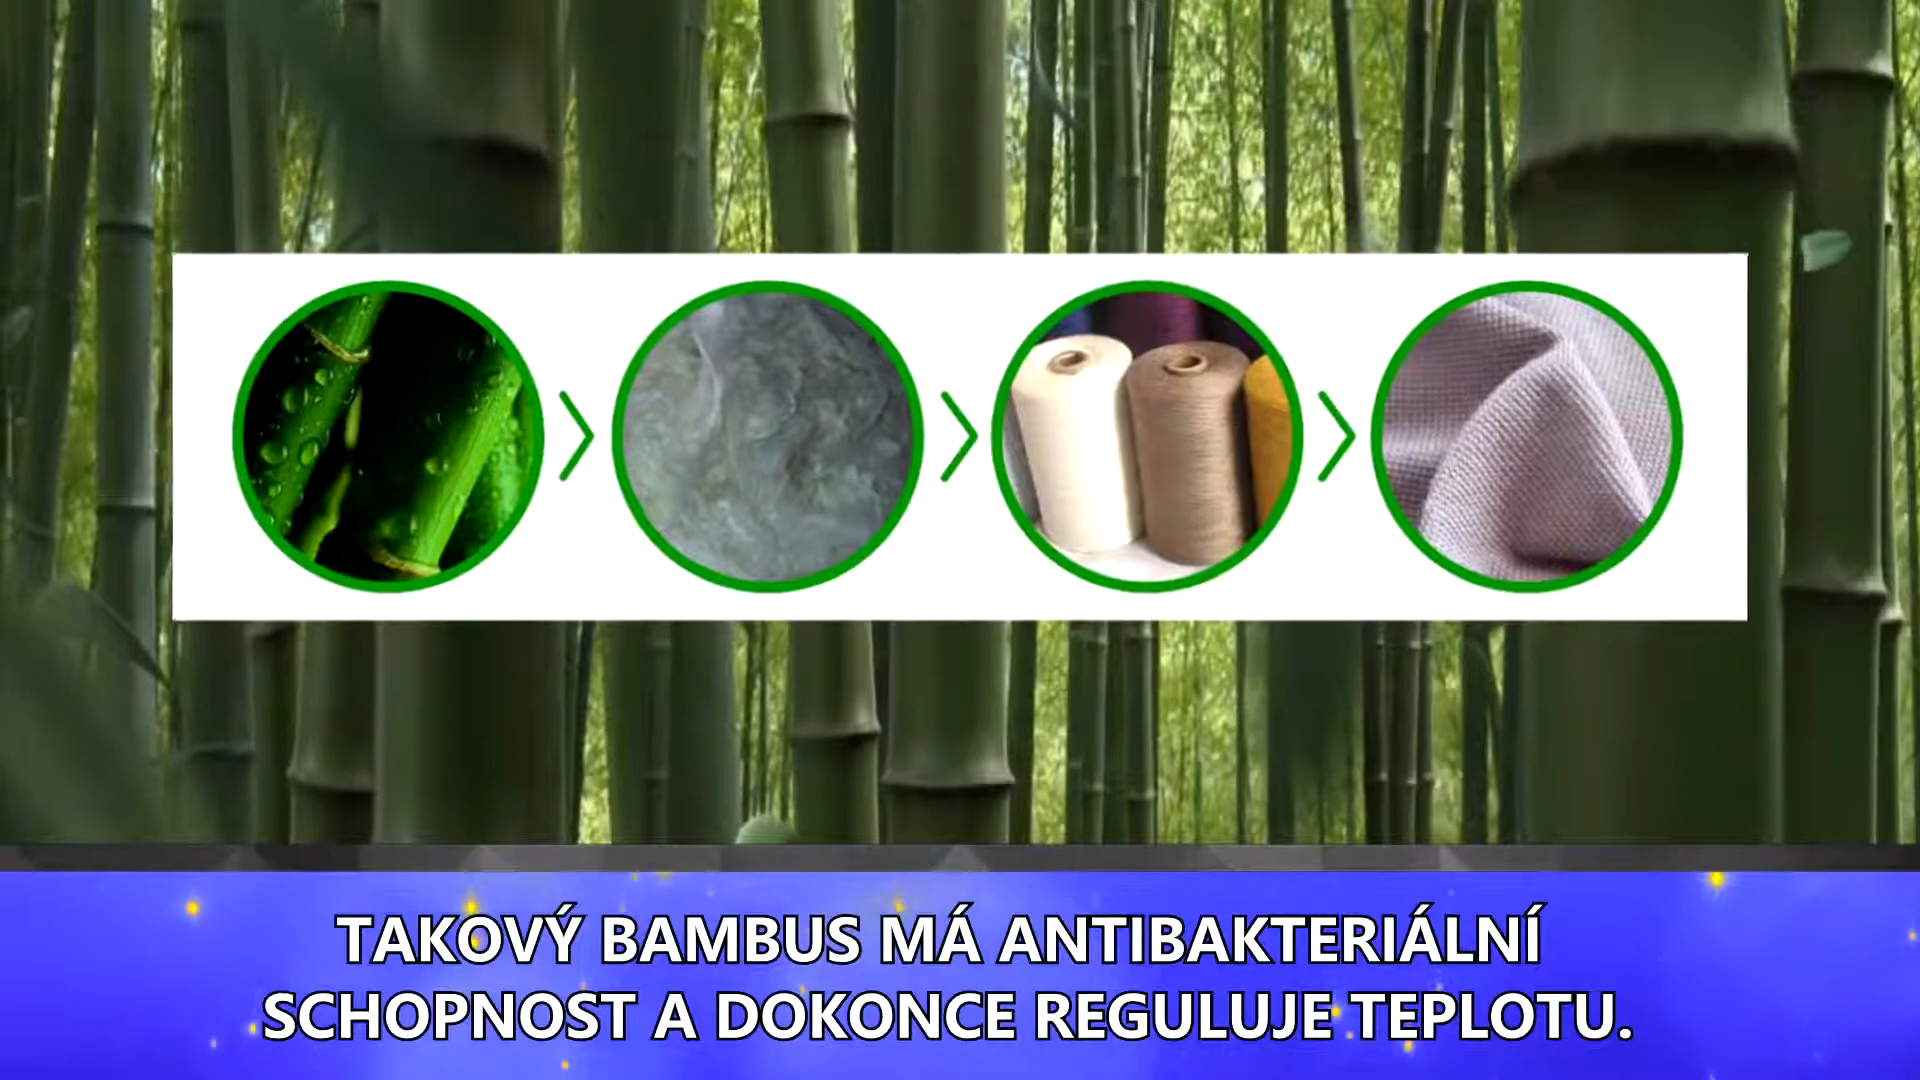 TAKOVÝ BAMBUS MÁ ANTIBAKTERIÁLNÍ
SCHOPNOST A DOKONCE REGULUJE TEPLOTU.